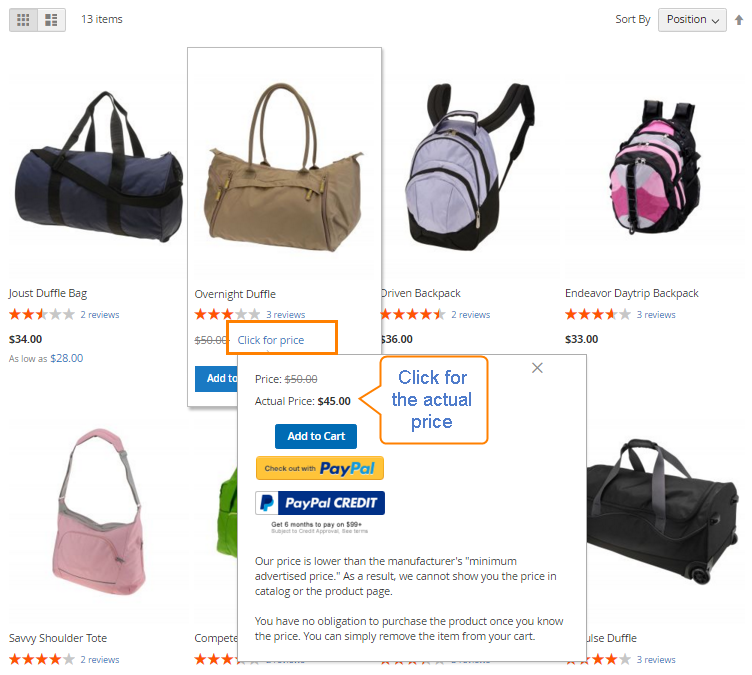 13 items
Sort By Position
Joust Duffle Bag
2 reviews
$34.00
As low as $28.00
Overnight Duffle
3 reviews
$50.00 Click for price
Add to
Driven Backpack
2 reviews
$36.00
Endeavor Daytrip Backpack
3 reviews
$33.00
Price: $50.00
Actual Price: $45.00
Click for
the actual
price
Add to Cart
Check out with PayPal
PayPal CREDIT
Get 6 months to pay on $99+
Subject to Credit Approval. See terms
Our price is lower than the manufacturer's "minimum
advertised price." As a result, we cannot show you the price in
catalog or the product page.
You have no obligation to purchase the product once you know
the price. You can simply remove the item from your cart.
Savvy Shoulder Tote
2 reviews
Compete
ulse Duffle
3 reviews